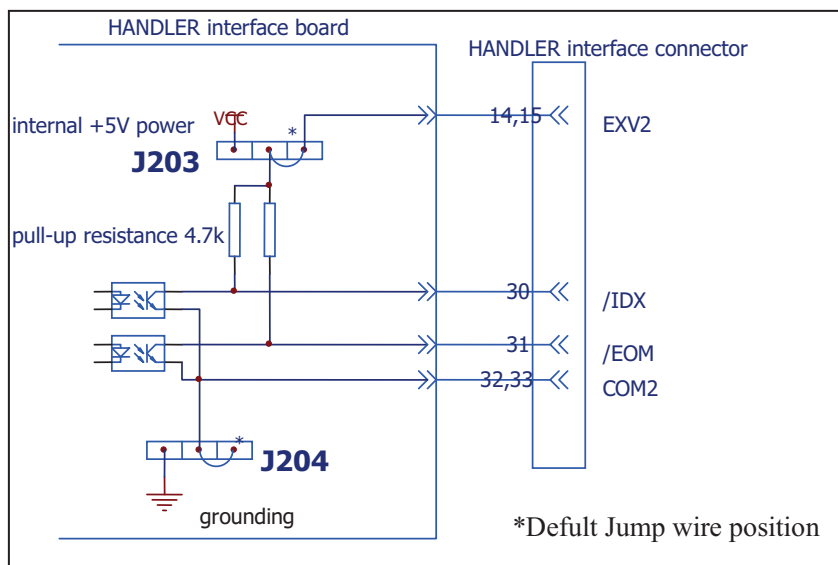 HANDLER interface board
HANDLER interface connector
internal +5V power
VCC
*
14,15
EXV2
J203
pull-up resistance 4.7k
30
/IDX
31
/EOM
32,33
COM2
*
J204
grounding
*Defult Jump wire position